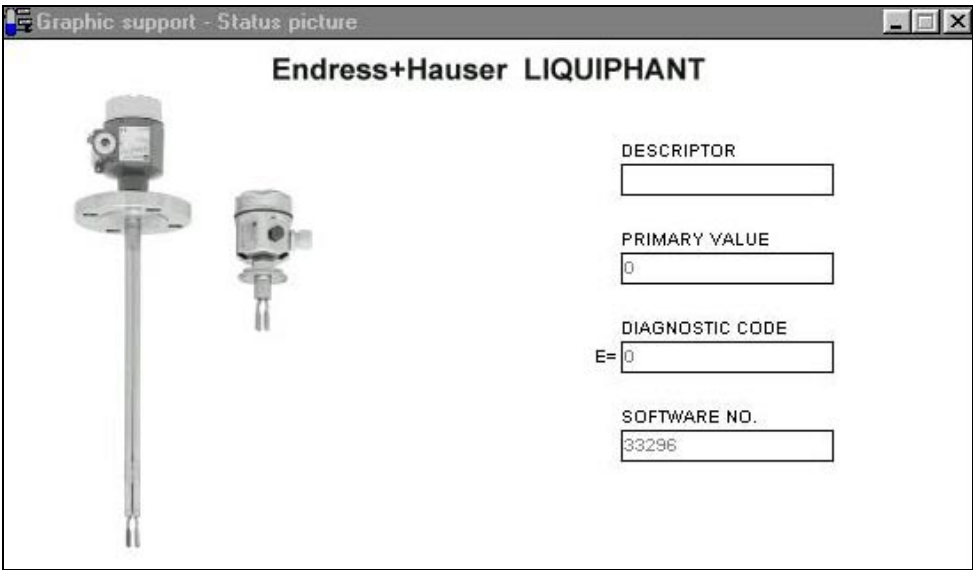 Graphic support - Status picture
Endress+Hauser LIQUIPHANT
DESCRIPTOR
PRIMARY VALUE
0
DIAGNOSTIC CODE
E= 0
SOFTWARE NO.
33296